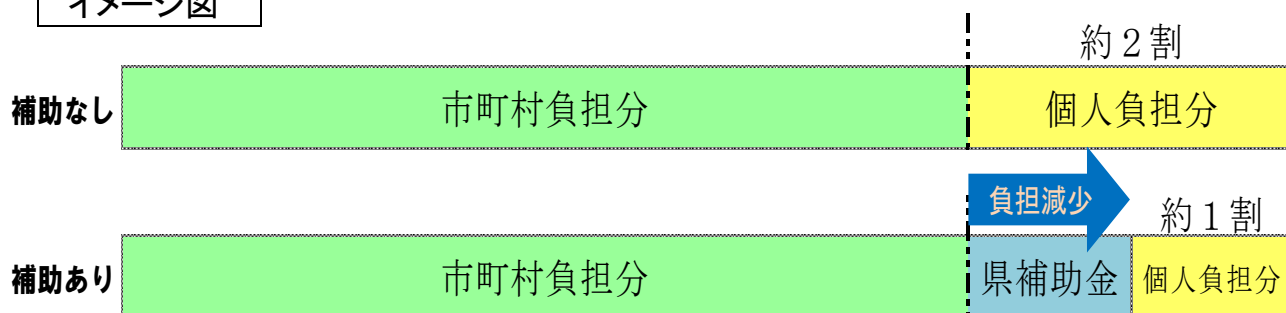 イメージ図
約２割
補助なし 市町村負担分 個人負担分
負担減少
約１割
補助あり 市町村負担分 県補助金 個人負担分